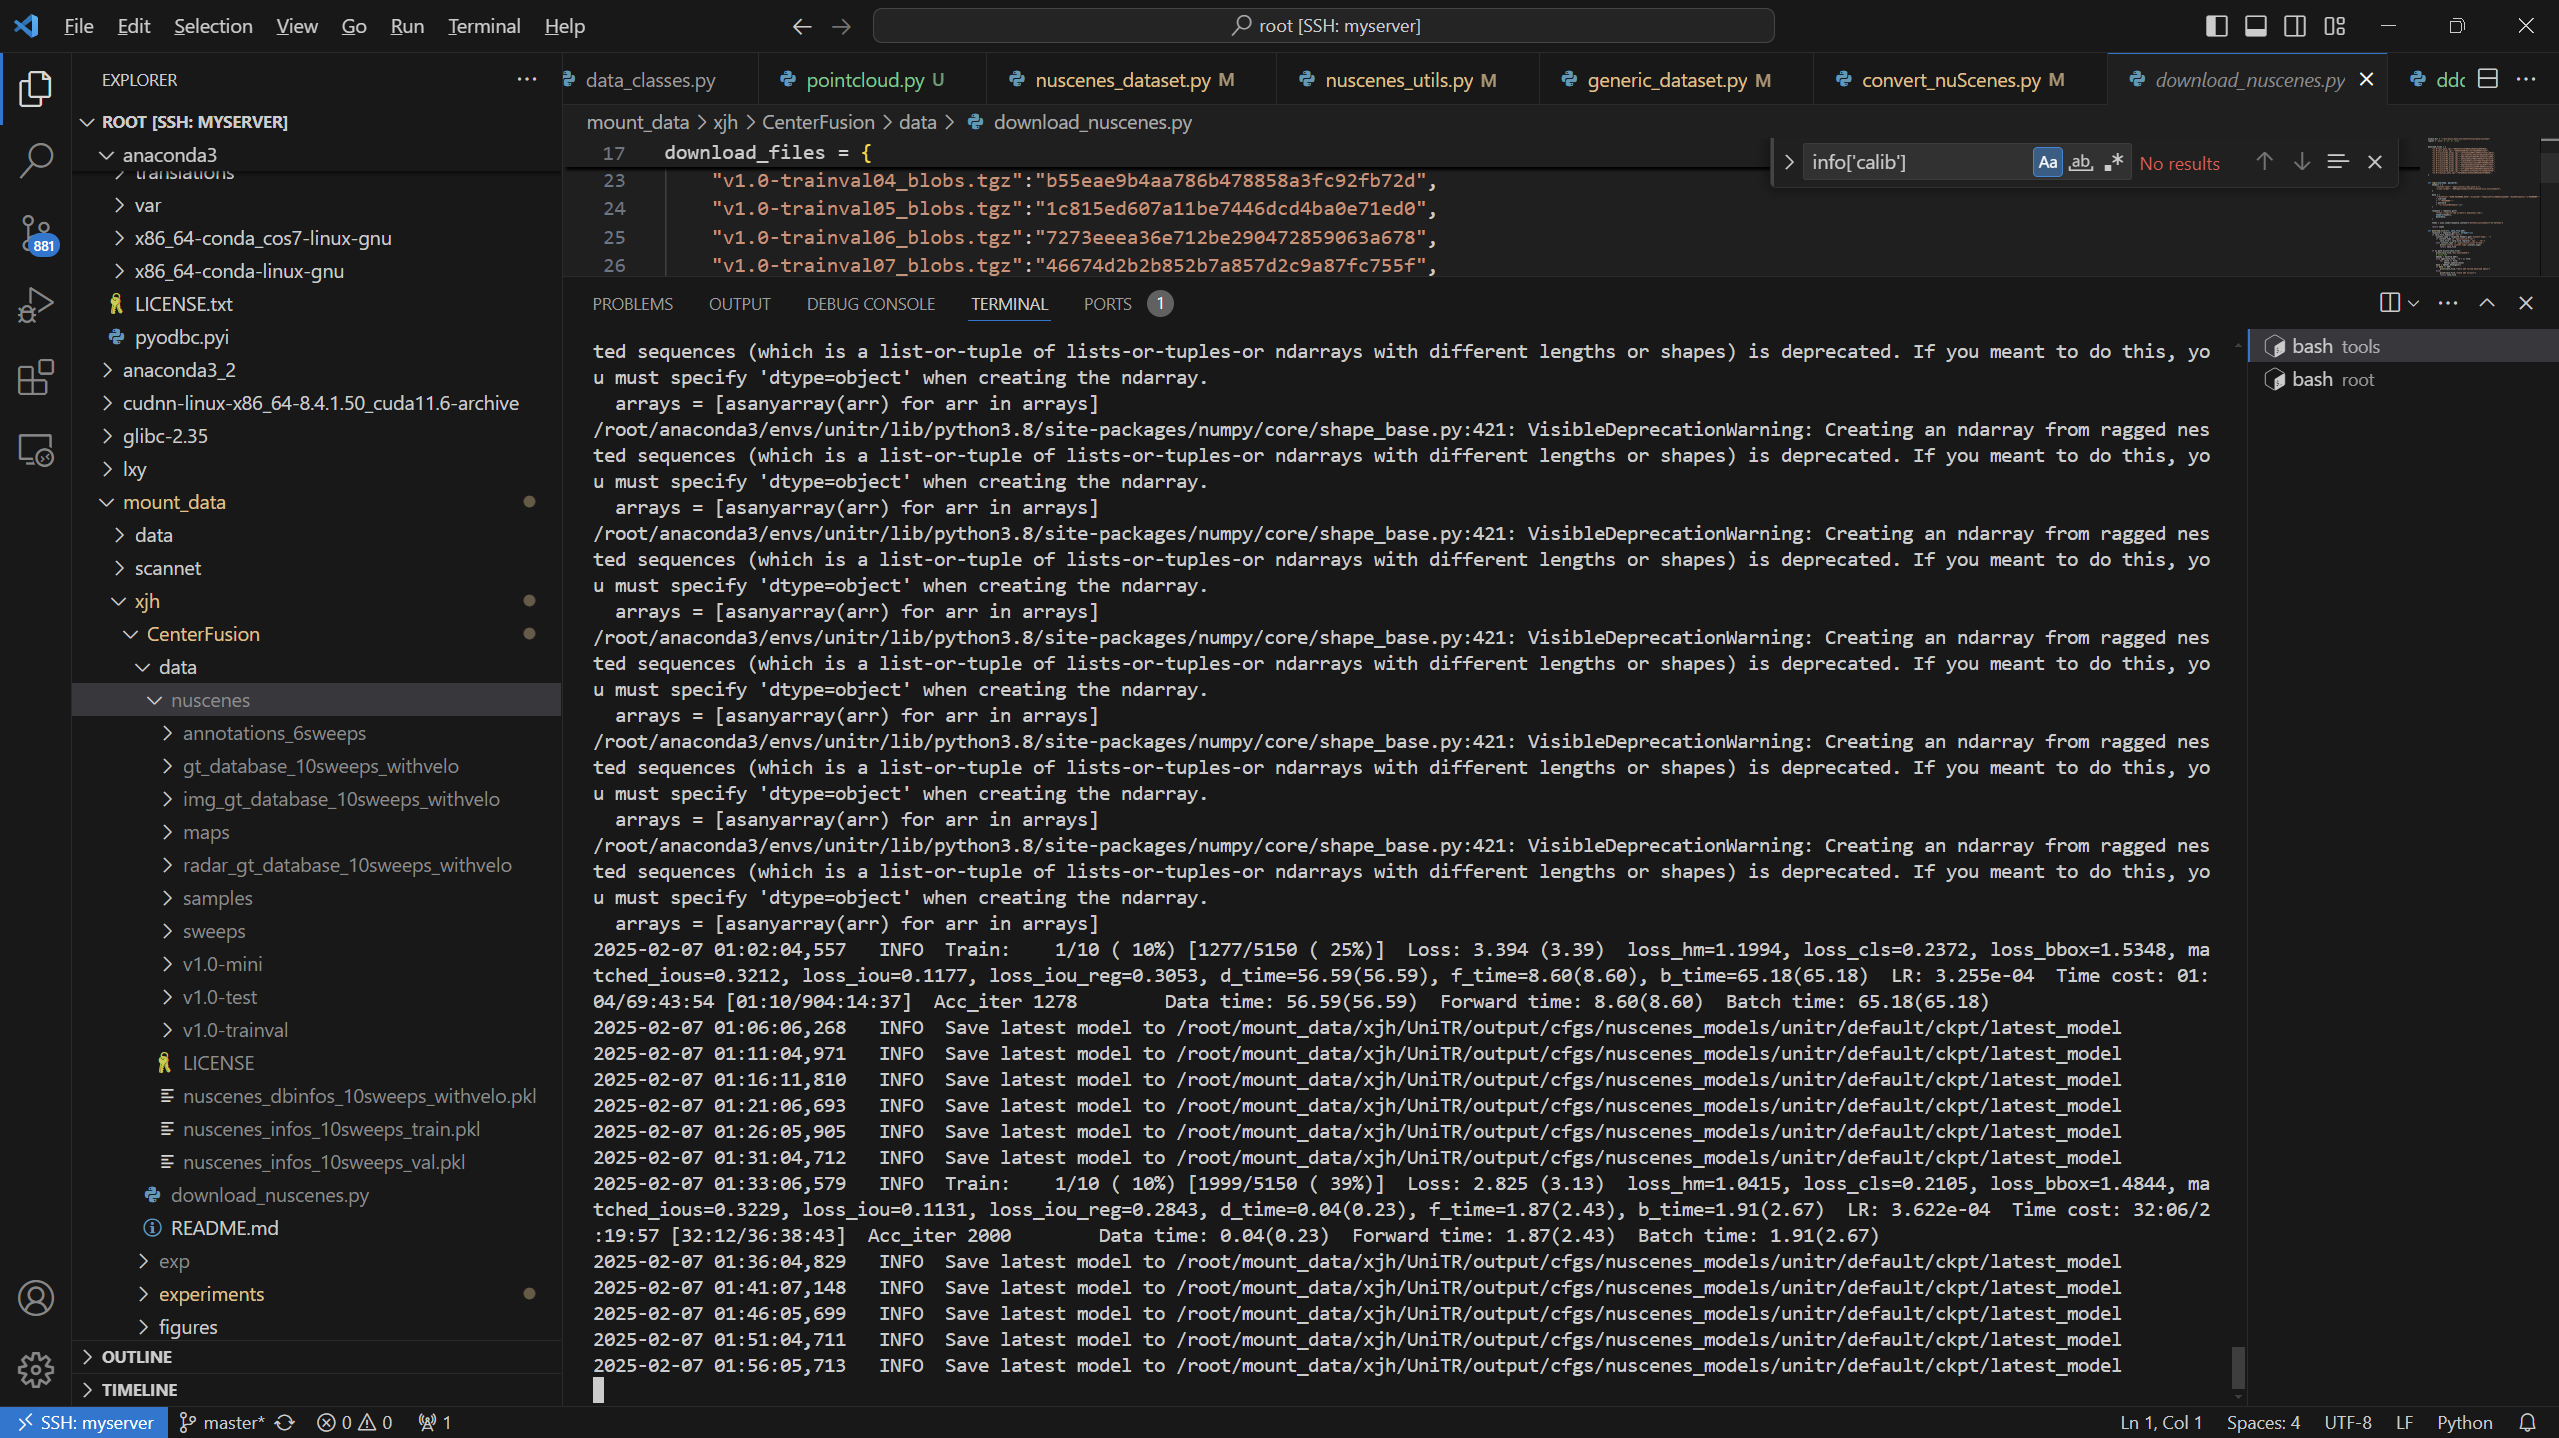 File Edit Selection View Go Run Terminal Help
root [SSH: myserver]
EXPLORER
ROOT [SSH: MYSERVER]
anaconda3
translations
var
x86_64-conda_cos7-linux-gnu
x86_64-conda-linux-gnu
LICENSE.txt
pyodbc.pyi
anaconda3_2
cudnn-linux-x86_64-8.4.1.50_cuda11.6-archive
glibc-2.35
lxy
mount_data
data
scannet
xjh
CenterFusion
data
nuscenes
annotations_6sweeps
gt_database_10sweeps_withvelo
img_gt_database_10sweeps_withvelo
maps
radar_gt_database_10sweeps_withvelo
samples
sweeps
v1.0-mini
v1.0-test
v1.0-trainval
LICENSE
nuscenes_dbinfos_10sweeps_withvelo.pkl
nuscenes_infos_10sweeps_train.pkl
nuscenes_infos_10sweeps_val.pkl
download_nuscenes.py
README.md
exp
experiments
figures
OUTLINE
TIMELINE
881
data_classes.py pointcloud.py U nuscenes_dataset.py M nuscenes_utils.py M generic_dataset.py M convert_nuScenes.py M download_nuscenes.py
mount_data > xjh > CenterFusion > data > download_nuscenes.py
17 download_files = {
23 "v1.0-trainval04_blobs.tgz":"b55eae9b4aa786b478858a3fc92fb72d",
24 "v1.0-trainval05_blobs.tgz":"1c815ed607a11be7446dcd4ba0e71ed0",
25 "v1.0-trainval06_blobs.tgz":"7273eeea36e712be290472859063a678",
26 "v1.0-trainval07_blobs.tgz":"46674d2b2b852b7a857d2c9a87fc755f",
info['calib'] Aa ab .* No results
PROBLEMS OUTPUT DEBUG CONSOLE TERMINAL PORTS 1
ted sequences (which is a list-or-tuple of lists-or-tuples-or ndarrays with different lengths or shapes) is deprecated. If you meant to do this, yo
u must specify 'dtype=object' when creating the ndarray.
arrays = [asanyarray(arr) for arr in arrays]
/root/anaconda3/envs/unitr/lib/python3.8/site-packages/numpy/core/shape_base.py:421: VisibleDeprecationWarning: Creating an ndarray from ragged nes
ted sequences (which is a list-or-tuple of lists-or-tuples-or ndarrays with different lengths or shapes) is deprecated. If you meant to do this, yo
u must specify 'dtype=object' when creating the ndarray.
arrays = [asanyarray(arr) for arr in arrays]
/root/anaconda3/envs/unitr/lib/python3.8/site-packages/numpy/core/shape_base.py:421: VisibleDeprecationWarning: Creating an ndarray from ragged nes
ted sequences (which is a list-or-tuple of lists-or-tuples-or ndarrays with different lengths or shapes) is deprecated. If you meant to do this, yo
u must specify 'dtype=object' when creating the ndarray.
arrays = [asanyarray(arr) for arr in arrays]
/root/anaconda3/envs/unitr/lib/python3.8/site-packages/numpy/core/shape_base.py:421: VisibleDeprecationWarning: Creating an ndarray from ragged nes
ted sequences (which is a list-or-tuple of lists-or-tuples-or ndarrays with different lengths or shapes) is deprecated. If you meant to do this, yo
u must specify 'dtype=object' when creating the ndarray.
arrays = [asanyarray(arr) for arr in arrays]
/root/anaconda3/envs/unitr/lib/python3.8/site-packages/numpy/core/shape_base.py:421: VisibleDeprecationWarning: Creating an ndarray from ragged nes
ted sequences (which is a list-or-tuple of lists-or-tuples-or ndarrays with different lengths or shapes) is deprecated. If you meant to do this, yo
u must specify 'dtype=object' when creating the ndarray.
arrays = [asanyarray(arr) for arr in arrays]
/root/anaconda3/envs/unitr/lib/python3.8/site-packages/numpy/core/shape_base.py:421: VisibleDeprecationWarning: Creating an ndarray from ragged nes
ted sequences (which is a list-or-tuple of lists-or-tuples-or ndarrays with different lengths or shapes) is deprecated. If you meant to do this, yo
u must specify 'dtype=object' when creating the ndarray.
arrays = [asanyarray(arr) for arr in arrays]
2025-02-07 01:02:04,557 INFO Train: 1/10 ( 10%) [1277/5150 ( 25%)] Loss: 3.394 (3.39) loss_hm=1.1994, loss_cls=0.2372, loss_bbox=1.5348, ma
tched_ious=0.3212, loss_iou=0.1177, loss_iou_reg=0.3053, d_time=56.59(56.59), f_time=8.60(8.60), b_time=65.18(65.18) LR: 3.255e-04 Time cost: 01:
04/69:43:54 [01:10/904:14:37] Acc_iter 1278 Data time: 56.59(56.59) Forward time: 8.60(8.60) Batch time: 65.18(65.18)
2025-02-07 01:06:06,268 INFO Save latest model to /root/mount_data/xjh/UniTR/output/cfgs/nuscenes_models/unitr/default/ckpt/latest_model
2025-02-07 01:11:04,971 INFO Save latest model to /root/mount_data/xjh/UniTR/output/cfgs/nuscenes_models/unitr/default/ckpt/latest_model
2025-02-07 01:16:11,810 INFO Save latest model to /root/mount_data/xjh/UniTR/output/cfgs/nuscenes_models/unitr/default/ckpt/latest_model
2025-02-07 01:21:06,693 INFO Save latest model to /root/mount_data/xjh/UniTR/output/cfgs/nuscenes_models/unitr/default/ckpt/latest_model
2025-02-07 01:26:05,905 INFO Save latest model to /root/mount_data/xjh/UniTR/output/cfgs/nuscenes_models/unitr/default/ckpt/latest_model
2025-02-07 01:31:04,712 INFO Save latest model to /root/mount_data/xjh/UniTR/output/cfgs/nuscenes_models/unitr/default/ckpt/latest_model
2025-02-07 01:33:06,579 INFO Train: 1/10 ( 10%) [1999/5150 ( 39%)] Loss: 2.825 (3.13) loss_hm=1.0415, loss_cls=0.2105, loss_bbox=1.4844, ma
tched_ious=0.3229, loss_iou=0.1131, loss_iou_reg=0.2843, d_time=0.04(0.23), f_time=1.87(2.43), b_time=1.91(2.67) LR: 3.622e-04 Time cost: 32:06/2
:19:57 [32:12/36:38:43] Acc_iter 2000 Data time: 0.04(0.23) Forward time: 1.87(2.43) Batch time: 1.91(2.67)
2025-02-07 01:36:04,829 INFO Save latest model to /root/mount_data/xjh/UniTR/output/cfgs/nuscenes_models/unitr/default/ckpt/latest_model
2025-02-07 01:41:07,148 INFO Save latest model to /root/mount_data/xjh/UniTR/output/cfgs/nuscenes_models/unitr/default/ckpt/latest_model
2025-02-07 01:46:05,699 INFO Save latest model to /root/mount_data/xjh/UniTR/output/cfgs/nuscenes_models/unitr/default/ckpt/latest_model
2025-02-07 01:51:04,711 INFO Save latest model to /root/mount_data/xjh/UniTR/output/cfgs/nuscenes_models/unitr/default/ckpt/latest_model
2025-02-07 01:56:05,713 INFO Save latest model to /root/mount_data/xjh/UniTR/output/cfgs/nuscenes_models/unitr/default/ckpt/latest_model
bash tools
bash root
SSH: myserver master* 0 0 1 Ln 1, Col 1 Spaces: 4 UTF-8 LF Python